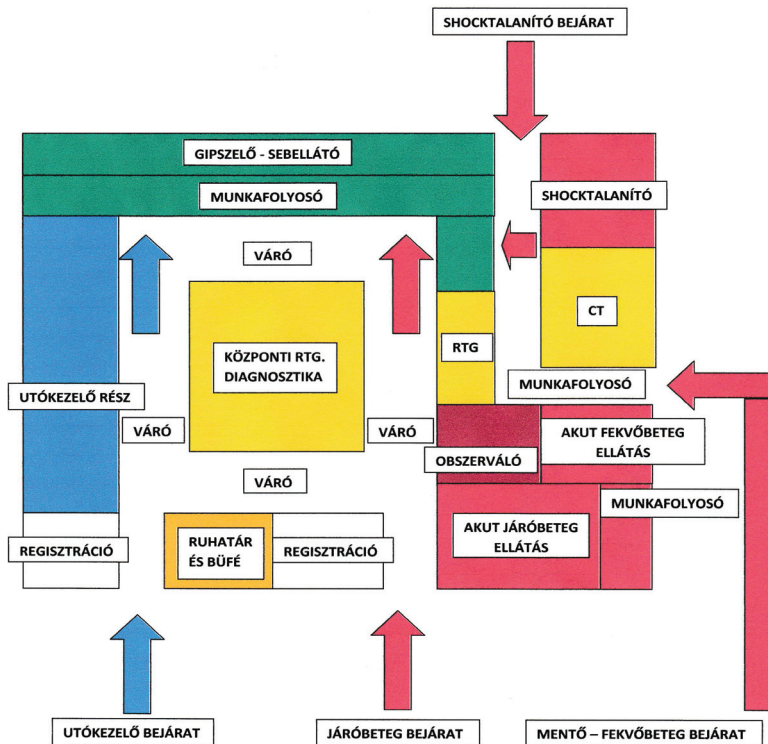 SHOCKTALANÍTÓ BEJÁRAT
GIPSZELŐ - SEBELLÁTÓ
MUNKAFOLYOSÓ
SHOCKTALANÍTÓ
VÁRÓ
CT
KÖZPONTI RTG.
DIAGNOSZTIKA
RTG
MUNKAFOLYOSÓ
UTÓKEZELŐ RÉSZ
VÁRÓ
VÁRÓ
AKUT FEKVŐBETEG
ELLÁTÁS
OBSZERVÁLÓ
VÁRÓ
MUNKAFOLYOSÓ
REGISZTRÁCIÓ
RUHATÁR
ÉS BÜFÉ
REGISZTRÁCIÓ
AKUT JÁRÓBETEG
ELLÁTÁS
UTÓKEZELŐ BEJÁRAT
JÁRÓBETEG BEJÁRAT
MENTŐ – FEKVŐBETEG BEJÁRAT